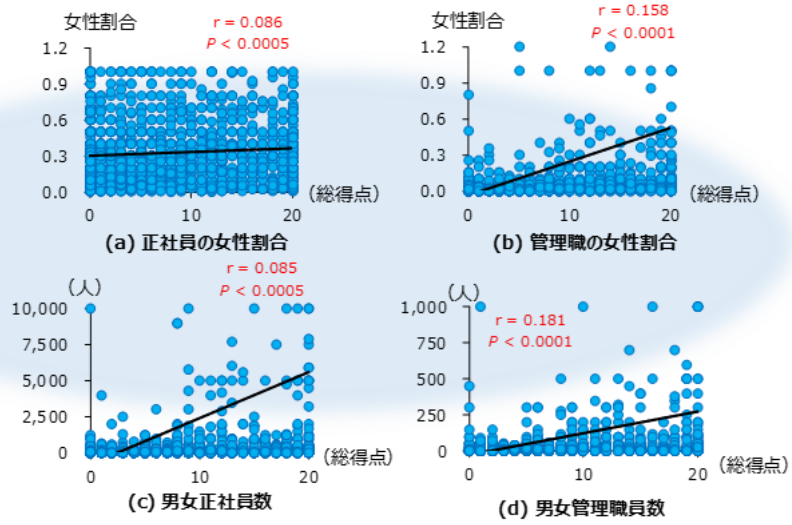 女性割合
r = 0.086
P < 0.0005
1.2
0.9
0.6
0.3
0.0
0
10
20
(総得点)
(a) 正社員の女性割合
女性割合
r = 0.158
P < 0.0001
1.2
0.9
0.6
0.3
0.0
0
10
20
(総得点)
(b) 管理職の女性割合
(人)
r = 0.085
P < 0.0005
10,000
7,500
5,000
2,500
0
0
10
20
(総得点)
(c) 男女正社員数
(人)
r = 0.181
P < 0.0001
1,000
750
500
250
0
0
10
20
(総得点)
(d) 男女管理職員数